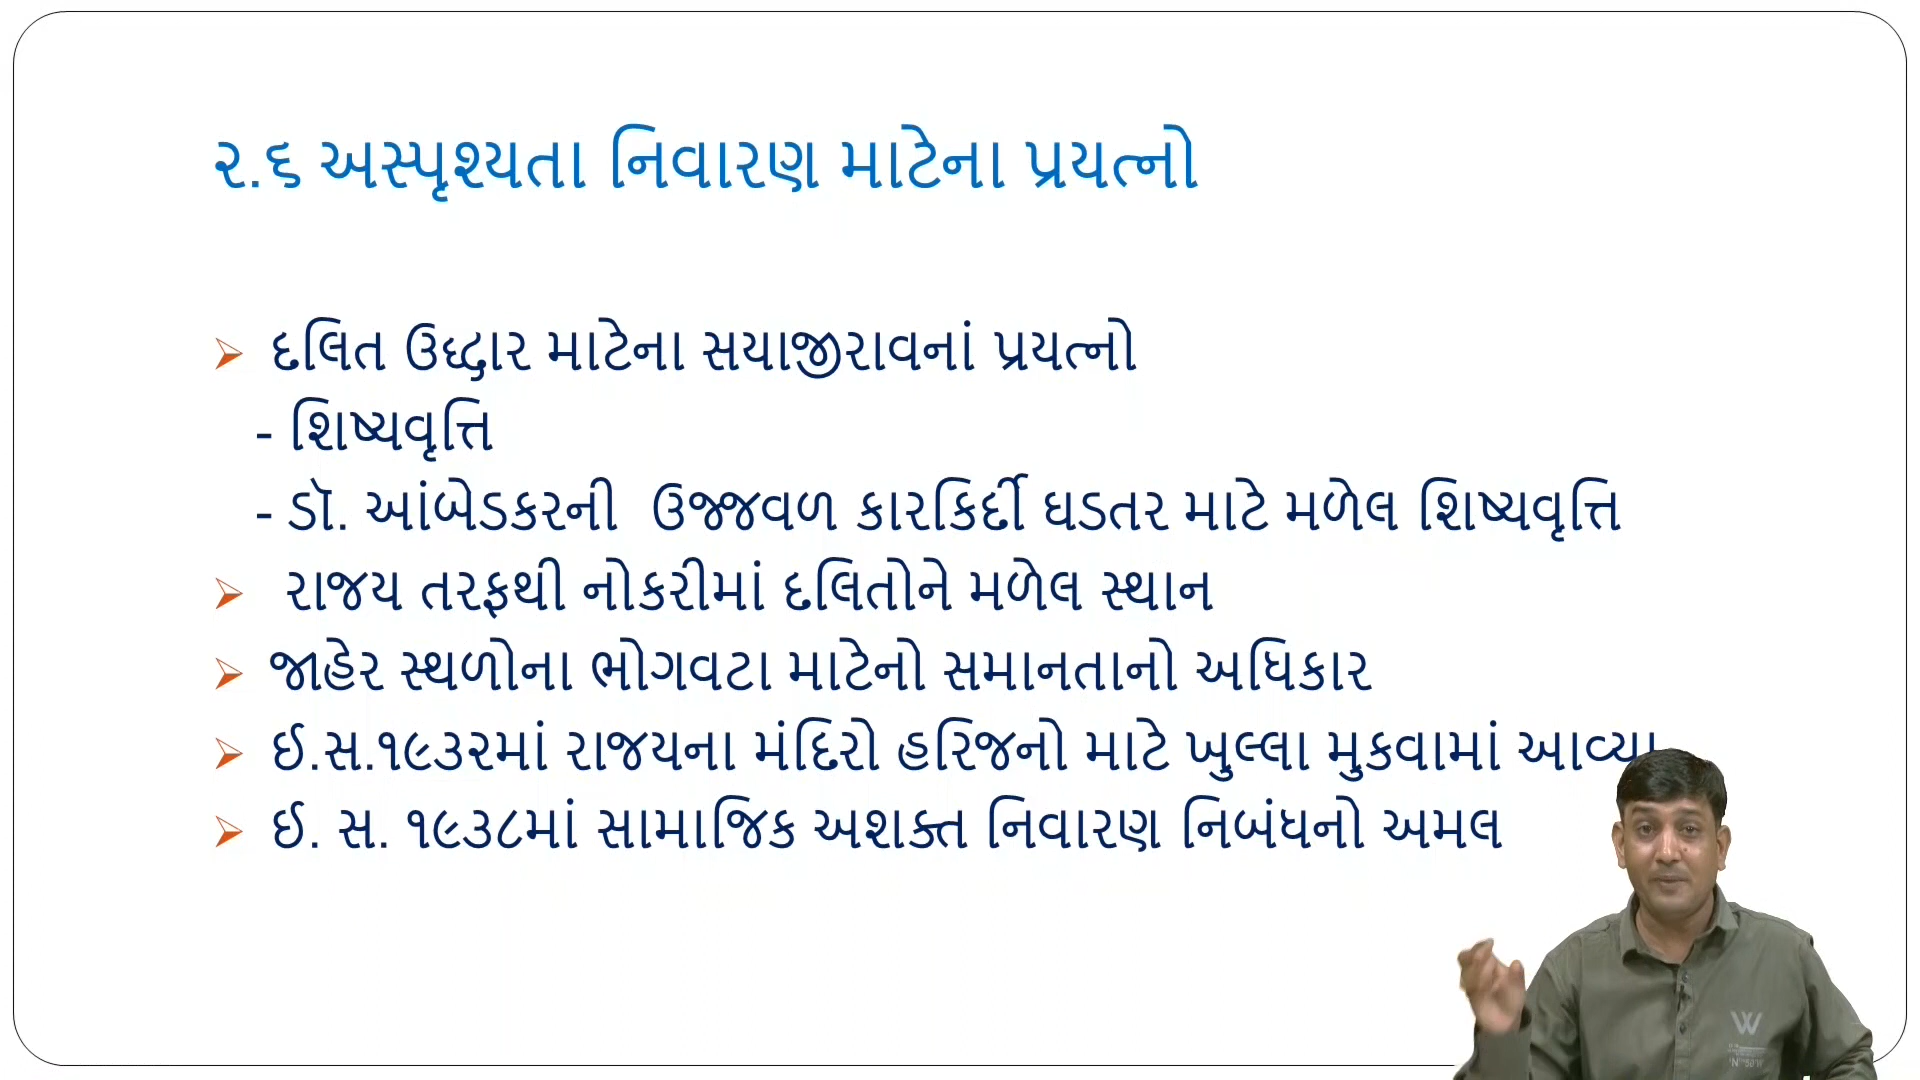 ૨.૬ અસ્પૃશ્યતા નિવારણ માટેના પ્રયત્નો
➢ દલિત ઉદ્ધાર માટેના સયાજીરાવનાં પ્રયત્નો
- શિષ્યવૃત્તિ
- ડૉ. આંબેડકરની ઉજ્જવળ કારકિર્દી ઘડતર માટે મળેલ શિષ્યવૃત્તિ
➢ રાજય તરફથી નોકરીમાં દલિતોને મળેલ સ્થાન
➢ જાહેર સ્થળોના ભોગવટા માટેનો સમાનતાનો અધિકાર
➢ ઈ.સ.૧૯૩૨માં રાજયના મંદિરો હરિજનો માટે ખુલ્લા મુકવામાં આવ્યા
➢ ઈ. સ. ૧૯૩૮માં સામાજિક અશક્ત નિવારણ નિબંધનો અમલ
W